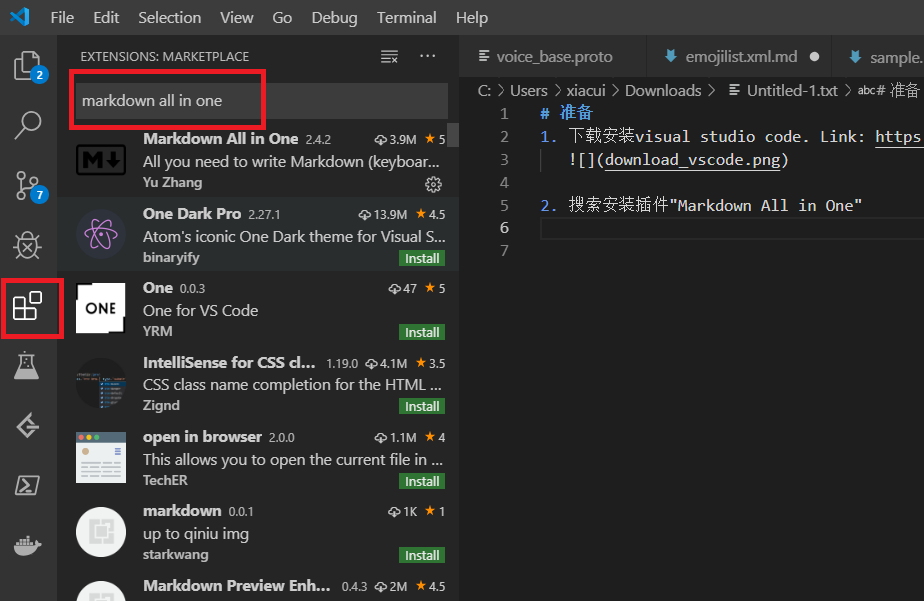 File Edit Selection View Go Debug Terminal Help
EXTENSIONS: MARKETPLACE
markdown all in one
Markdown All in One 2.4.2 3.9M 5
All you need to write Markdown (keyboar...
Yu Zhang
One Dark Pro 2.27.1 13.9M 4.5
Atom's iconic One Dark theme for Visual S...
binaryify Install
ONE
One 0.0.3 47 5
One for VS Code
YRM Install
IntelliSense for CSS cl... 1.19.0 4.1M 3.5
CSS class name completion for the HTML ...
Zignd Install
open in browser 2.0.0 1.1M 4
This allows you to open the current file in ...
TechER Install
markdown 0.0.1 1K 1
up to qiniu img
starkwang Install
Markdown Preview Enh... 0.4.3 2M 4.5
2
7
voice_base.proto emojilist.xml.md sample.
C: > Users > xiacui > Downloads > Untitled-1.txt > abc # 准备
1 # 准备
2 1. 下载安装visual studio code. Link: https
3 ![](download_vscode.png)
4
5 2. 搜索安装插件"Markdown All in One"
6
7